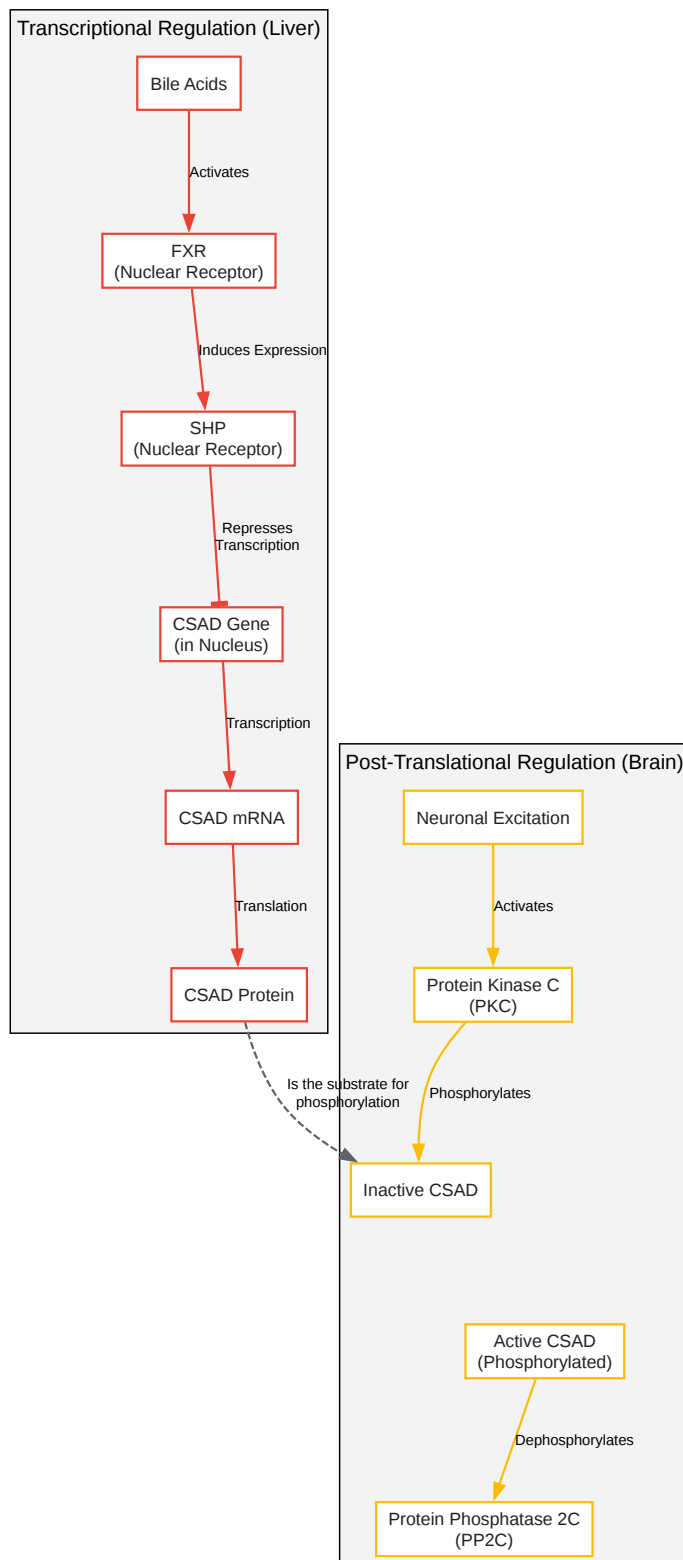 Transcriptional Regulation (Liver)
Bile Acids
Activates
FXR
(Nuclear Receptor)
Induces Expression
SHP
(Nuclear Receptor)
Represses
Transcription
CSAD Gene
(in Nucleus)
Transcription
CSAD mRNA
Translation
CSAD Protein
Is the substrate for
phosphorylation
Post-Translational Regulation (Brain)
Neuronal Excitation
Activates
Protein Kinase C
(PKC)
Phosphorylates
Inactive CSAD
Active CSAD
(Phosphorylated)
Dephosphorylates
Protein Phosphatase 2C
(PP2C)